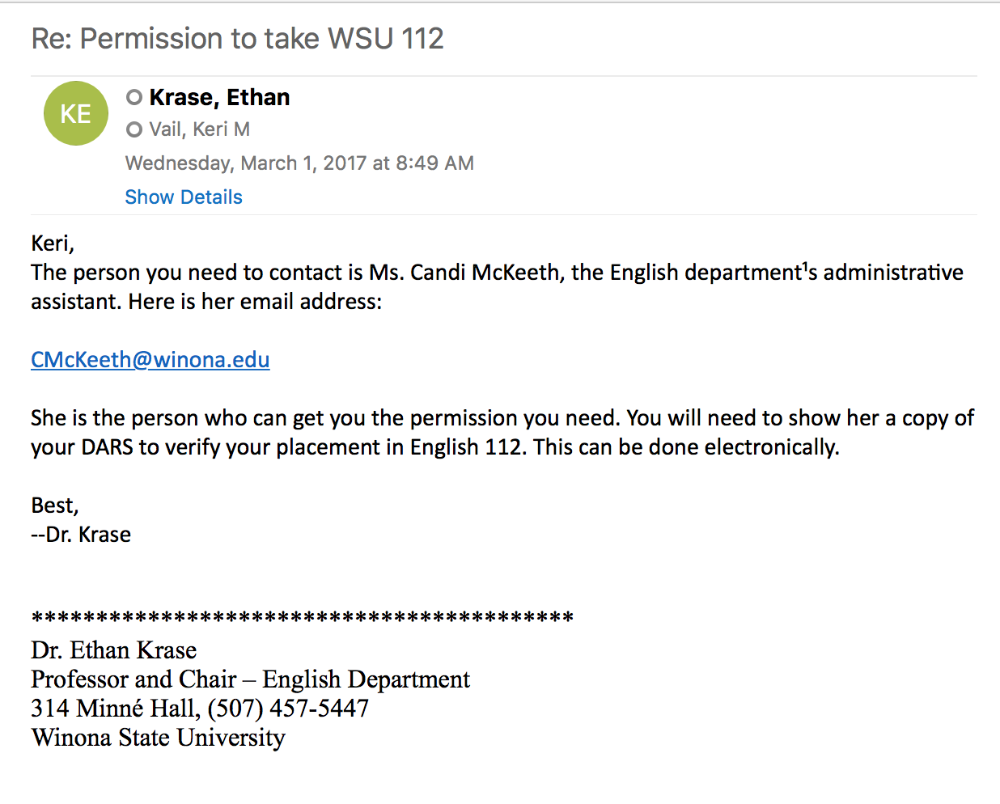 Re: Permission to take WSU 112
KE
Krase, Ethan
Vail, Keri M
Wednesday, March 1, 2017 at 8:49 AM
Show Details
Keri,
The person you need to contact is Ms. Candi McKeeth, the English department¹s administrative
assistant. Here is her email address:
CMcKeeth@winona.edu
She is the person who can get you the permission you need. You will need to show her a copy of
your DARS to verify your placement in English 112. This can be done electronically.
Best,
--Dr. Krase
******************************************
Dr. Ethan Krase
Professor and Chair – English Department
314 Minné Hall, (507) 457-5447
Winona State University